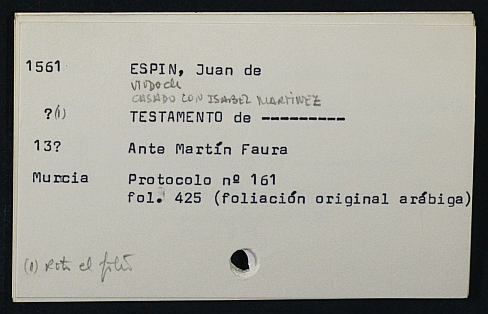 1561 ESPIN, Juan de
VIUDO de
CASADO CON ISABEL MARTINEZ
?(1) TESTAMENTO de ---------
13? Ante Martín Faura
Murcia Protocolo nº 161
fol. 425 (foliación original arábiga)
(1) Roto el folio